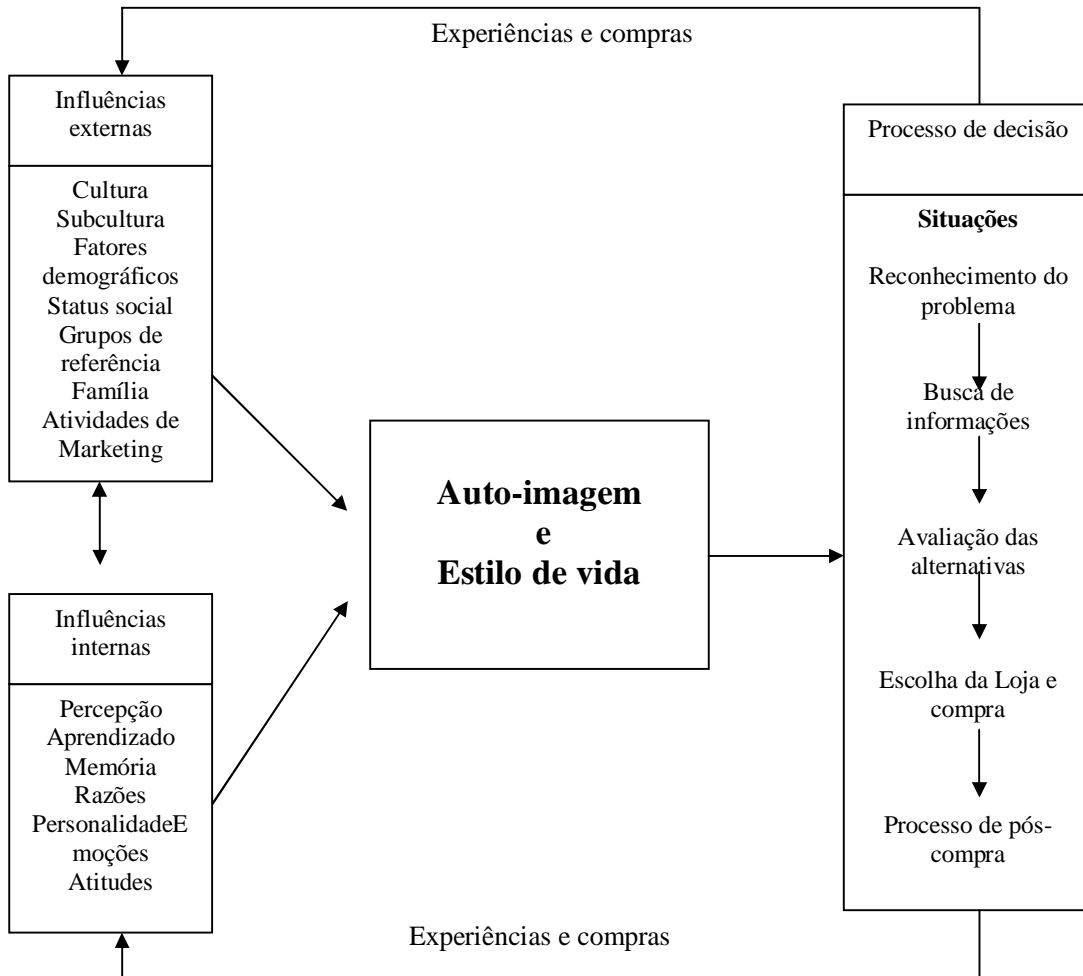 Experiências e compras
Influências
externas
Cultura
Subcultura
Fatores
demográficos
Status social
Grupos de
referência
Família
Atividades de
Marketing
Influências
internas
Percepção
Aprendizado
Memória
Razões
PersonalidadeE
moções
Atitudes
Auto-imagem
e
Estilo de vida
Processo de decisão
Situações
Reconhecimento do
problema
Busca de
informações
Avaliação das
alternativas
Escolha da Loja e
compra
Processo de pós-
compra
Experiências e compras